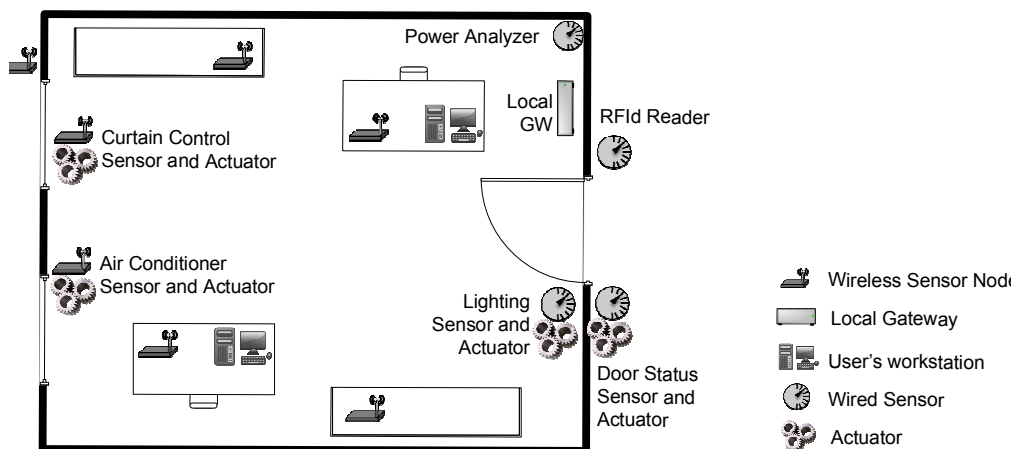 Power Analyzer
Local
GW
RFId Reader
Curtain Control
Sensor and Actuator
Air Conditioner
Sensor and Actuator
Lighting
Sensor and
Actuator
Door Status
Sensor and
Actuator
Wireless Sensor Node
Local Gateway
User's workstation
Wired Sensor
Actuator